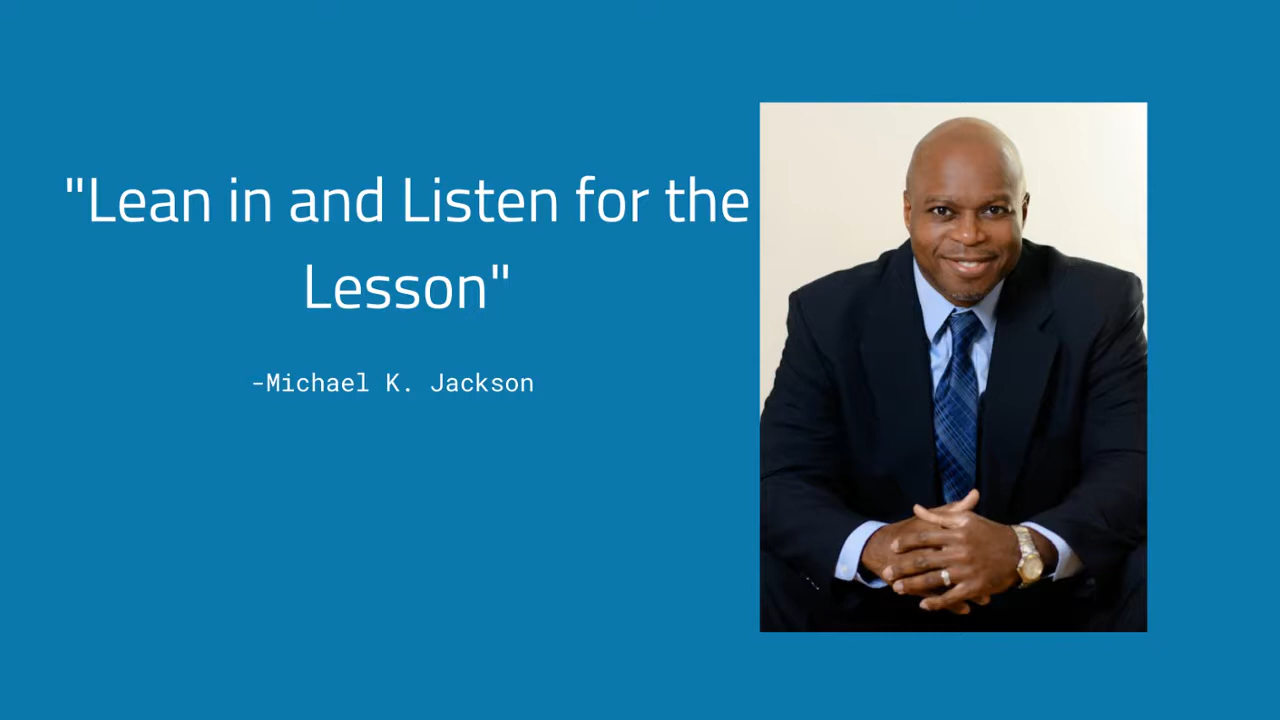 "Lean in and Listen for the
Lesson"
-Michael K. Jackson